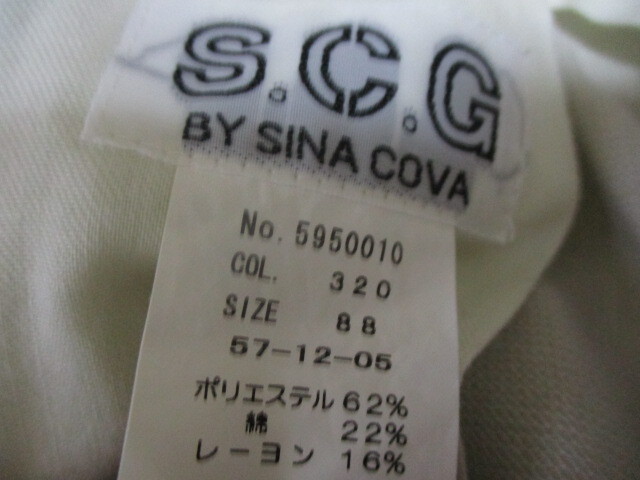 S.C.G
BY SINA COVA
No. 5950010
COL. 320
SIZE 88
57-12-05
ポリエステル 62%
綿 22%
レーヨン 16%